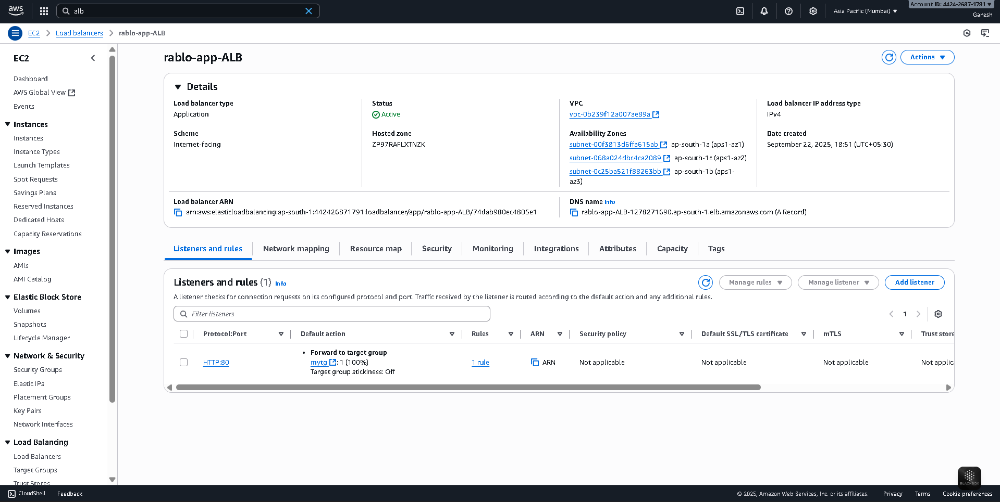 aws
alb
Asia Pacific (Mumbai)
Account ID: 4424-2687-1791
Ganesh
EC2
Load balancers
rablo-app-ALB
EC2
Dashboard
AWS Global View
Events
Instances
Instances
Instance Types
Launch Templates
Spot Requests
Savings Plans
Reserved Instances
Dedicated Hosts
Capacity Reservations
Images
AMIs
AMI Catalog
Elastic Block Store
Volumes
Snapshots
Lifecycle Manager
Network & Security
Security Groups
Elastic IPs
Placement Groups
Key Pairs
Network Interfaces
Load Balancing
Load Balancers
Target Groups
Trust Stores
rablo-app-ALB
Actions
Details
Load balancer type
Application
Status
Active
VPC
vpc-0b239f12a007ae89a
Load balancer IP address type
IPv4
Scheme
Internet-facing
Hosted zone
ZP97RAFLXTNZK
Availability Zones
subnet-00f3813d6ffa615ab ap-south-1a (aps1-az1)
subnet-068a024dbc4ca2089 ap-south-1c (aps1-az2)
subnet-0c25ba521f88263bb ap-south-1b (aps1-
az3)
Date created
September 22, 2025, 18:51 (UTC+05:30)
Load balancer ARN
arn:aws:elasticloadbalancing:ap-south-1:442426871791:loadbalancer/app/rablo-app-ALB/74dab980ec4805e1
DNS name Info
rablo-app-ALB-1278271690.ap-south-1.elb.amazonaws.com (A Record)
Listeners and rules
Network mapping
Resource map
Security
Monitoring
Integrations
Attributes
Capacity
Tags
Listeners and rules (1) Info
Manage rules
Manage listener
Add listener
A listener checks for connection requests on its configured protocol and port. Traffic received by the listener is routed according to the default action and any additional rules.
Filter listeners
1
Protocol:Port
Default action
Rules
ARN
Security policy
Default SSL/TLS certificate
mTLS
Trust store
HTTP:80
• Forward to target group
mytg : 1 (100%)
Target group stickiness: Off
1 rule
ARN
Not applicable
Not applicable
Not applicable
Not applica
BLACKBOX
CloudShell
Feedback
© 2025, Amazon Web Services, Inc. or its affiliates.
Privacy
Terms
Cookie preferences